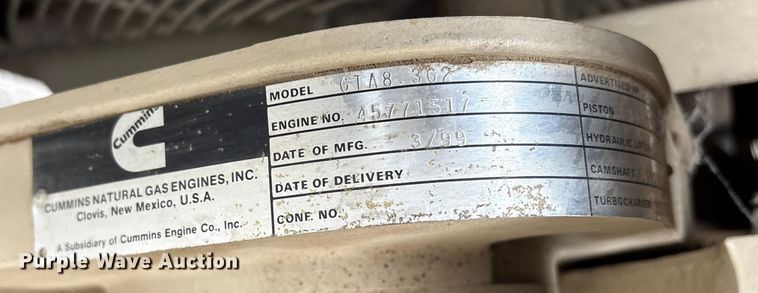 Cummins
CUMMINS NATURAL GAS ENGINES, INC.
Clovis, New Mexico, U.S.A.
A Subsidiary of Cummins Engine Co., Inc.
MODEL GTA8.3G2
ENGINE NO. 45771517
DATE OF MFG. 3/99
DATE OF DELIVERY
CONF. NO.
ADVERTISED HP
PISTON
HYDRAULIC
CAMSHAFT
TURBOCHARGER
Purple Wave Auction